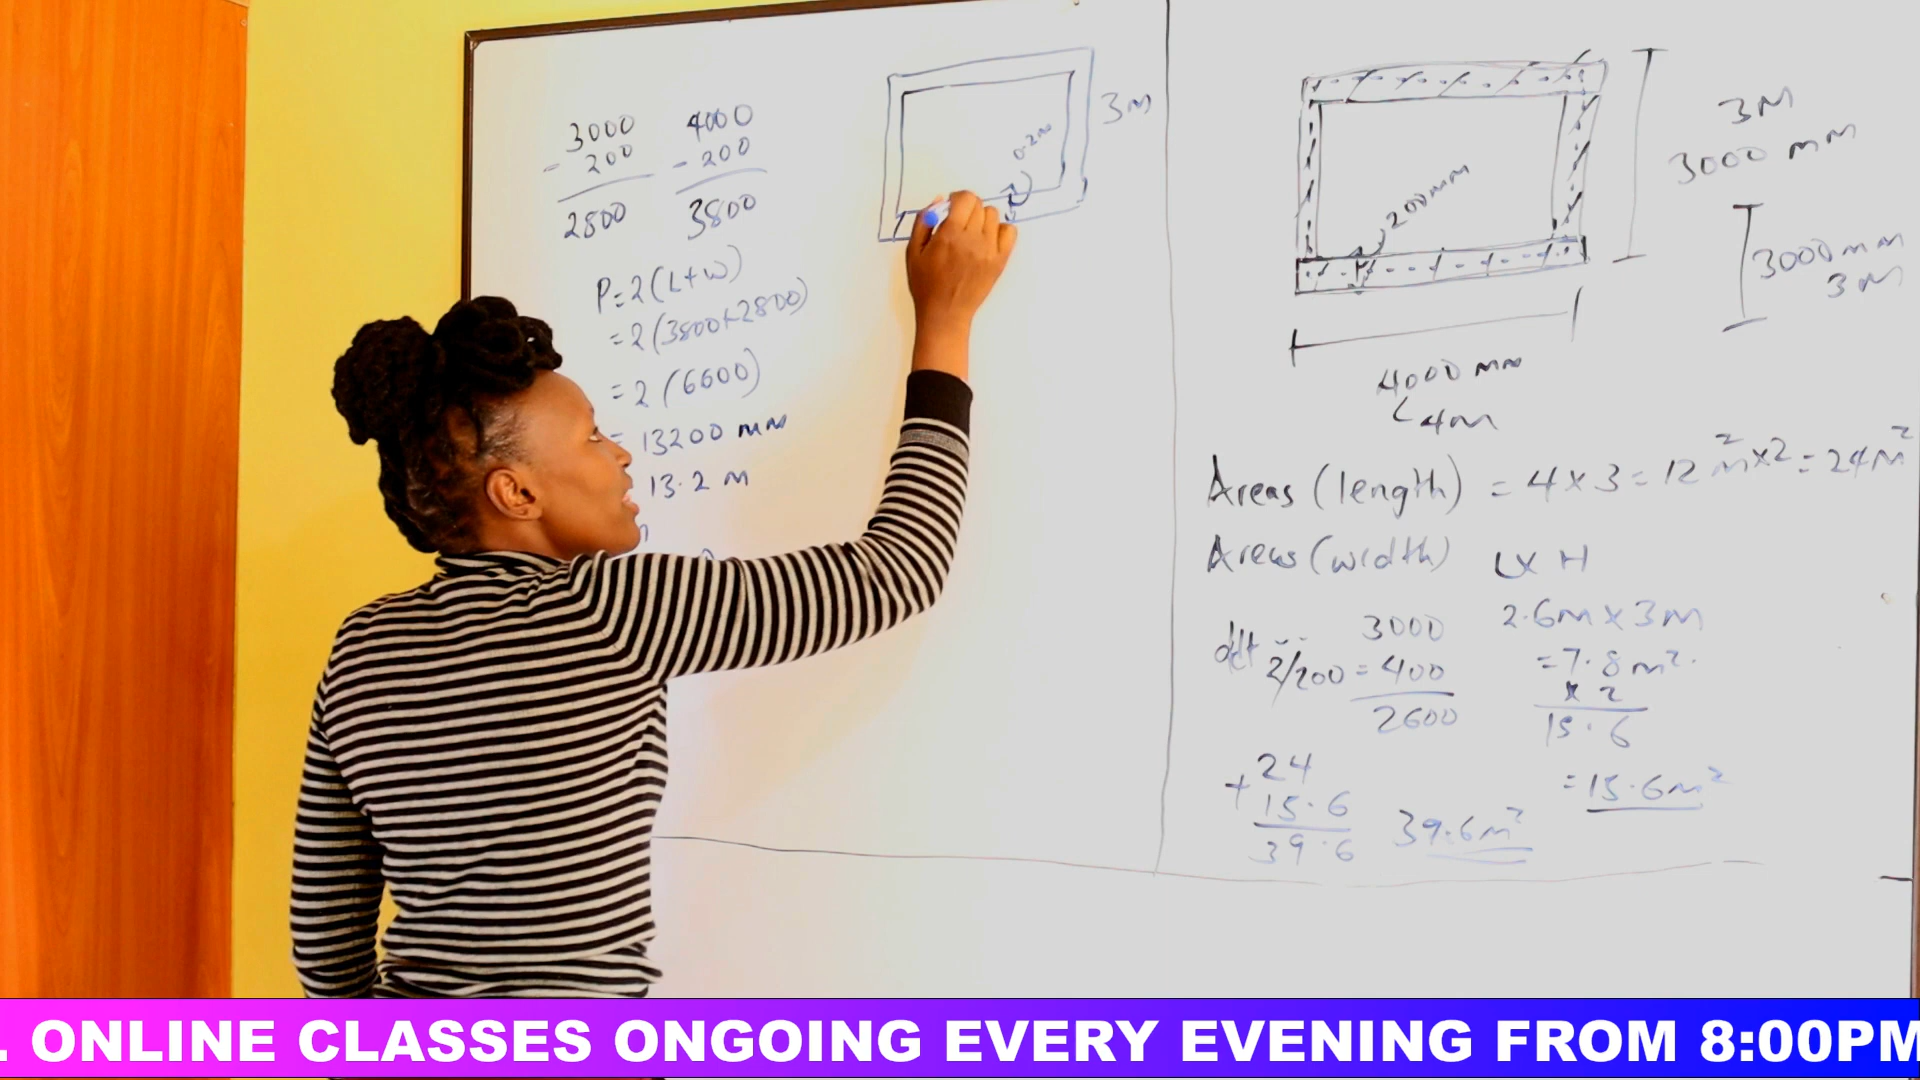 3000
- 200
2800
4000
- 200
3800
P=2(L+W)
=2(3800+2800)
=2(6600)
= 13200 mm
13.2 m
0.2m
3M
200mm
3M
3000 mm
3000mm
3M
4000 mm
4m
Areas (length) = 4x3=12m²x2=24M²
Areas (width) LxH
ddt 2/200 = 400
3000
2600
2.6m x 3m
=7.8m².
x 2
15.6
=15.6m²
24
+ 15.6
39.6
39.6m²
. ONLINE CLASSES ONGOING EVERY EVENING FROM 8:00PM